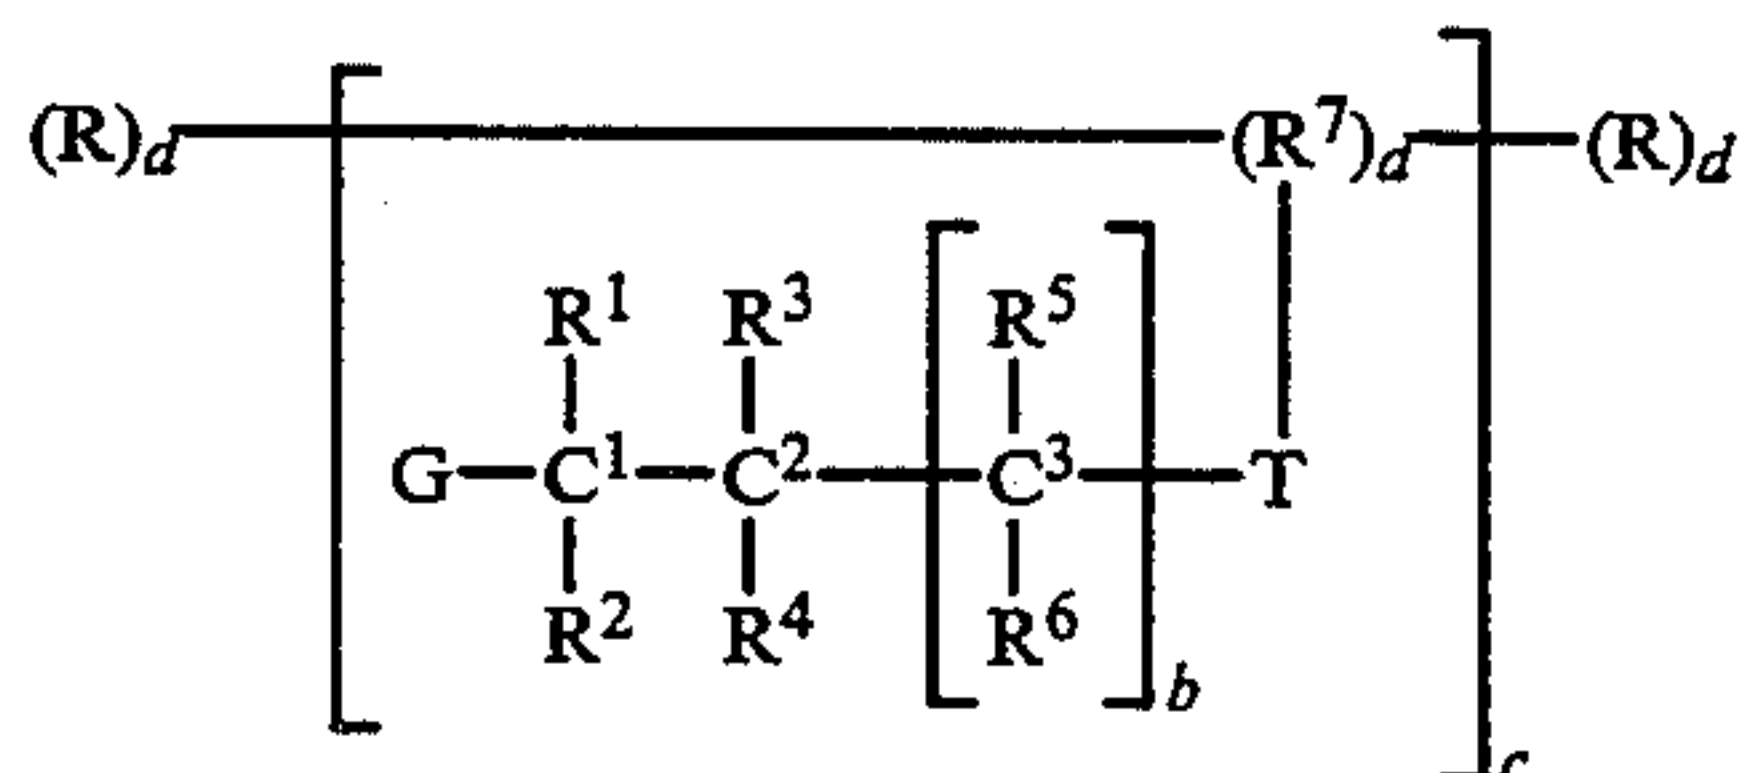 (R)d (R⁷)d (R)d
R¹ R³ R⁵
G C¹ C² C³ T
R² R⁴ R⁶
b
c